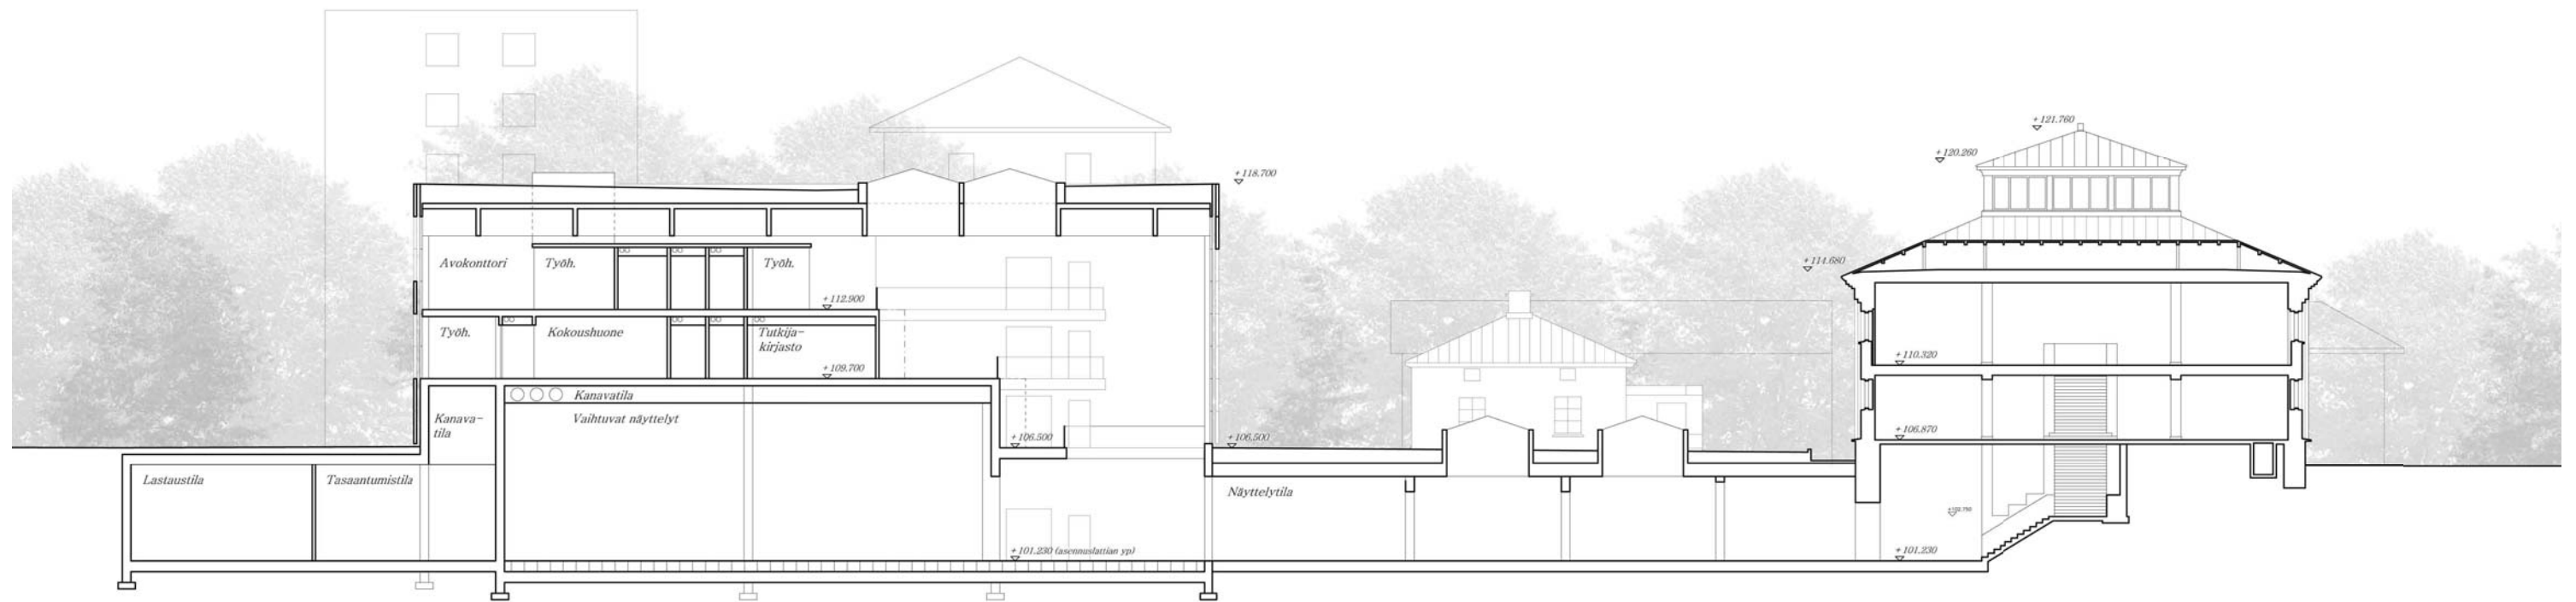 +121.760
+120.260
+118.700
Avokonttori
Työh.
Työh.
+114.680
+112.900
Työh.
Kokoushuone
Tutkija-
kirjasto
+110.320
+109.700
Kanavatila
Kanava-
tila
Vaihtuvat näyttelyt
+106.500
+106.500
+106.870
Lastaustila
Tasaantumistila
Näyttelytila
+101.230 (asennuslattian yp)
+101.230